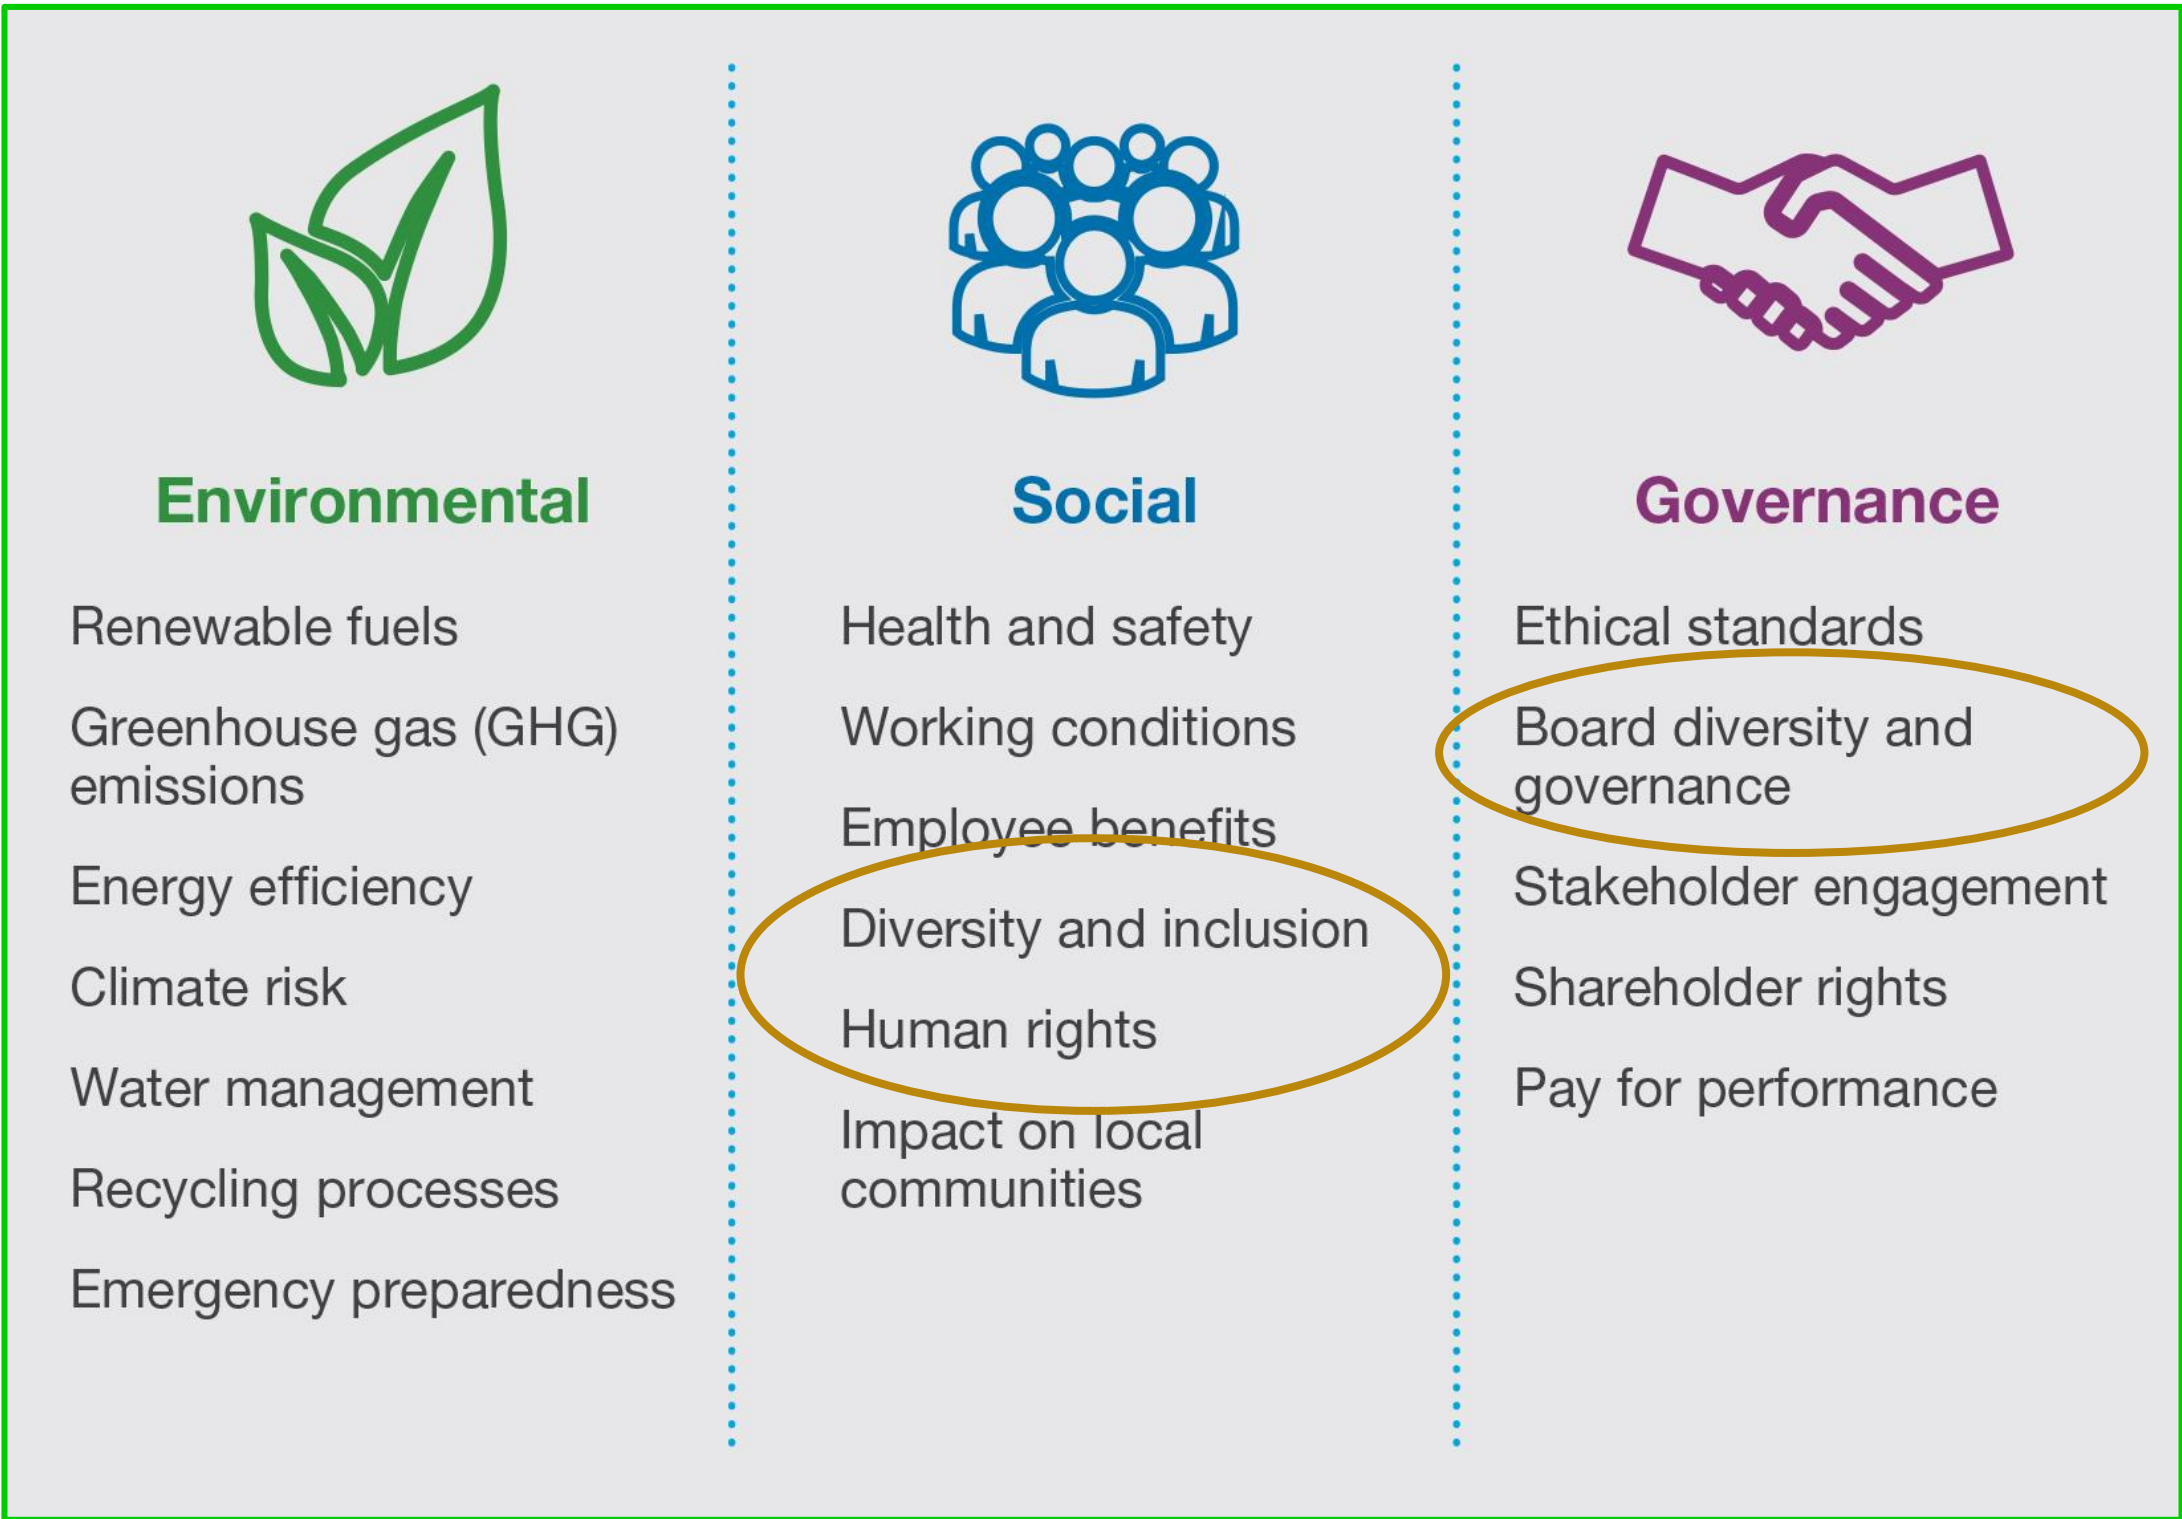 Environmental
Renewable fuels
Greenhouse gas (GHG)
emissions
Energy efficiency
Climate risk
Water management
Recycling processes
Emergency preparedness
Social
Health and safety
Working conditions
Employee benefits
Diversity and inclusion
Human rights
Impact on local
communities
Governance
Ethical standards
Board diversity and
governance
Stakeholder engagement
Shareholder rights
Pay for performance